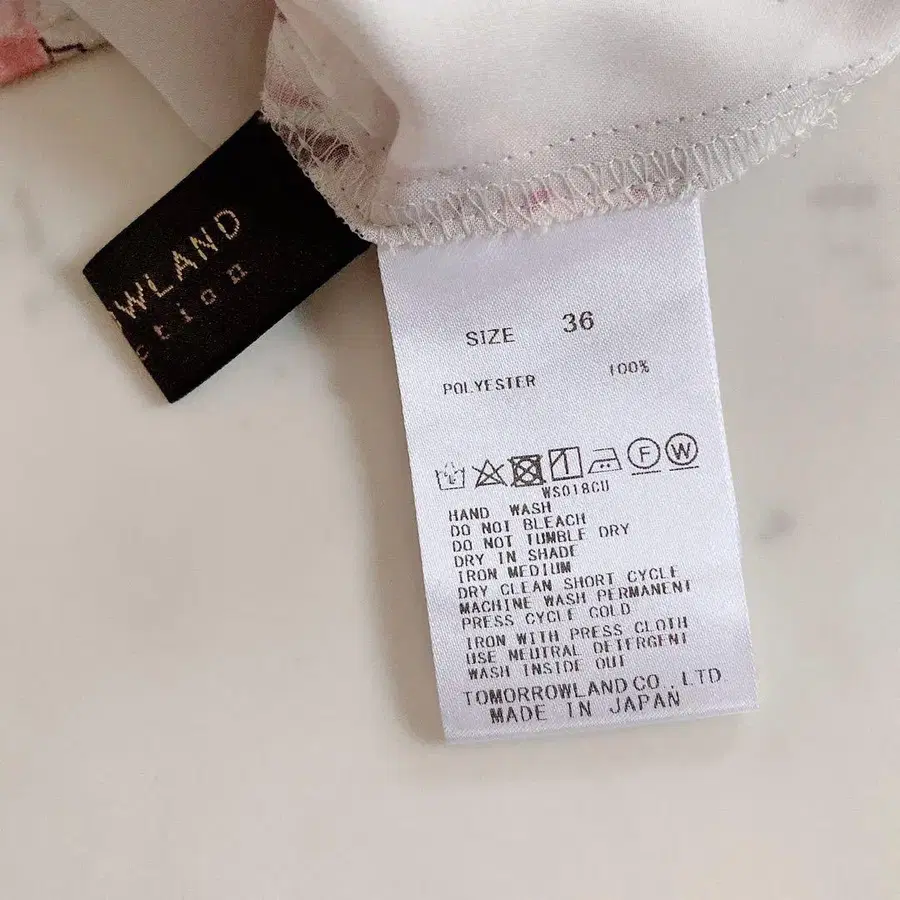 OWLAND
ction
SIZE 36
POLYESTER 100%
F W
WS018CU
HAND WASH
DO NOT BLEACH
DO NOT TUMBLE DRY
DRY IN SHADE
IRON MEDIUM
DRY CLEAN SHORT CYCLE
MACHINE WASH PERMANENT
PRESS CYCLE COLD
IRON WITH PRESS CLOTH
USE NEUTRAL DETERGENT
WASH INSIDE OUT
TOMORROWLAND CO., LTD
MADE IN JAPAN